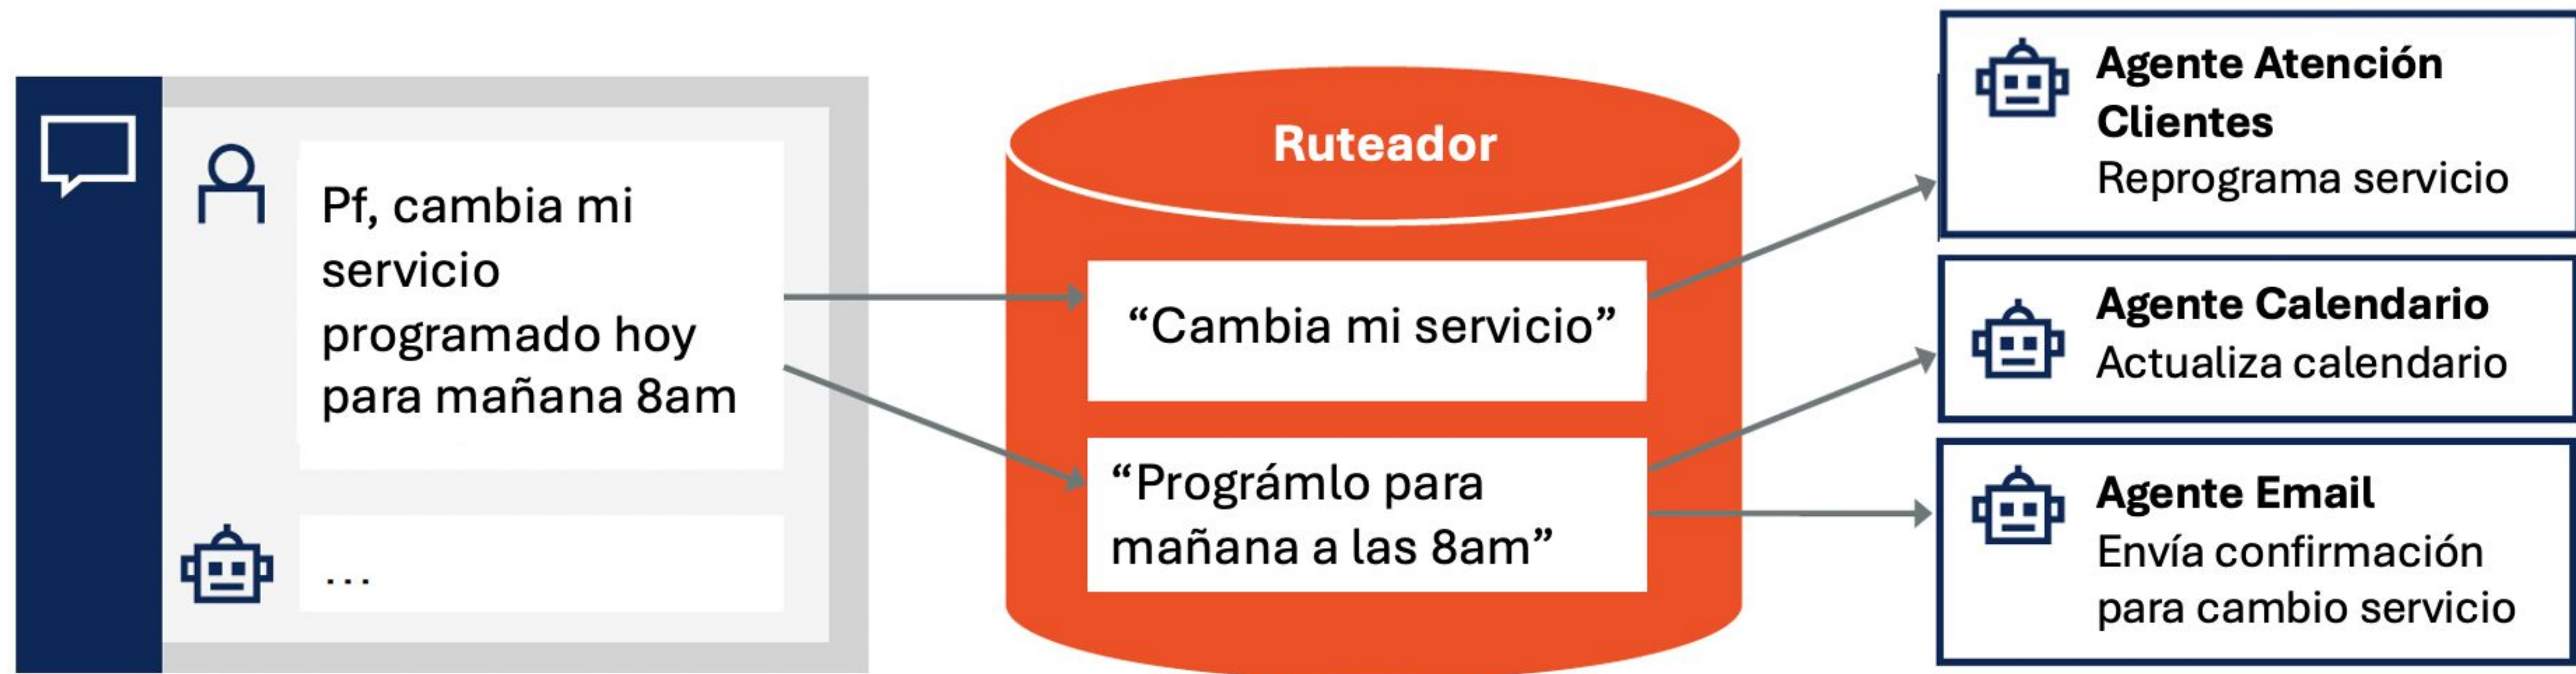 Pf, cambia mi
servicio
programado hoy
para mañana 8am
...
Ruteador
“Cambia mi servicio”
“Prográmlo para
mañana a las 8am”
Agente Atención
Clientes
Reprograma servicio
Agente Calendario
Actualiza calendario
Agente Email
Envía confirmación
para cambio servicio